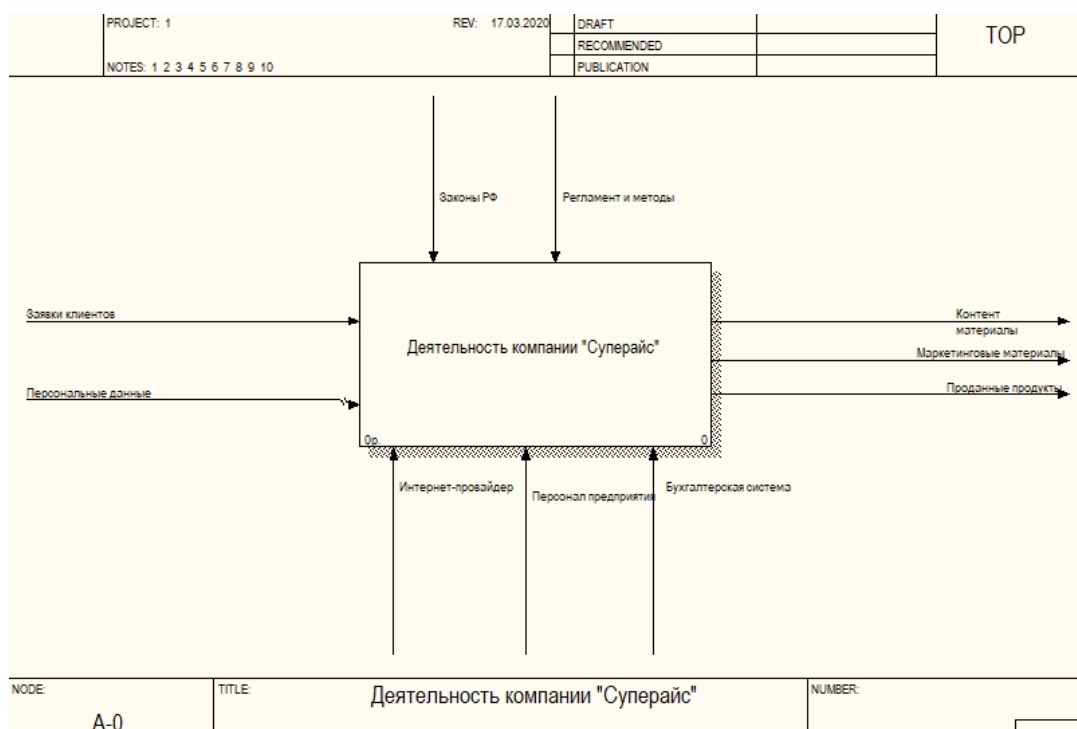 PROJECT: 1
REV: 17.03.2020
DRAFT
RECOMMENDED
TOP
NOTES: 1 2 3 4 5 6 7 8 9 10
PUBLICATION
Законы РФ
Регламент и методы
Заявки клиентов
Контент
материалы
Деятельность компании "Суперайс"
Маркетинговые материалы
Персональные данные
Проданные продукты
0р.
0
Интернет-провайдер
Персонал предприятия
Бухгалтерская система
NODE:
TITLE:
Деятельность компании "Суперайс"
NUMBER:
A-0